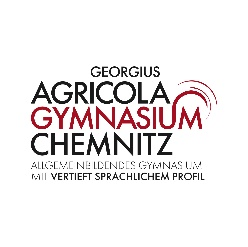 GEORGIUS
AGRICOLA
GYMNASIUM
CHEMNITZ
ALLGEMEINBILDENDES GYMNASIUM
MIT VERTIEFT SPRACHLICHEM PROFIL